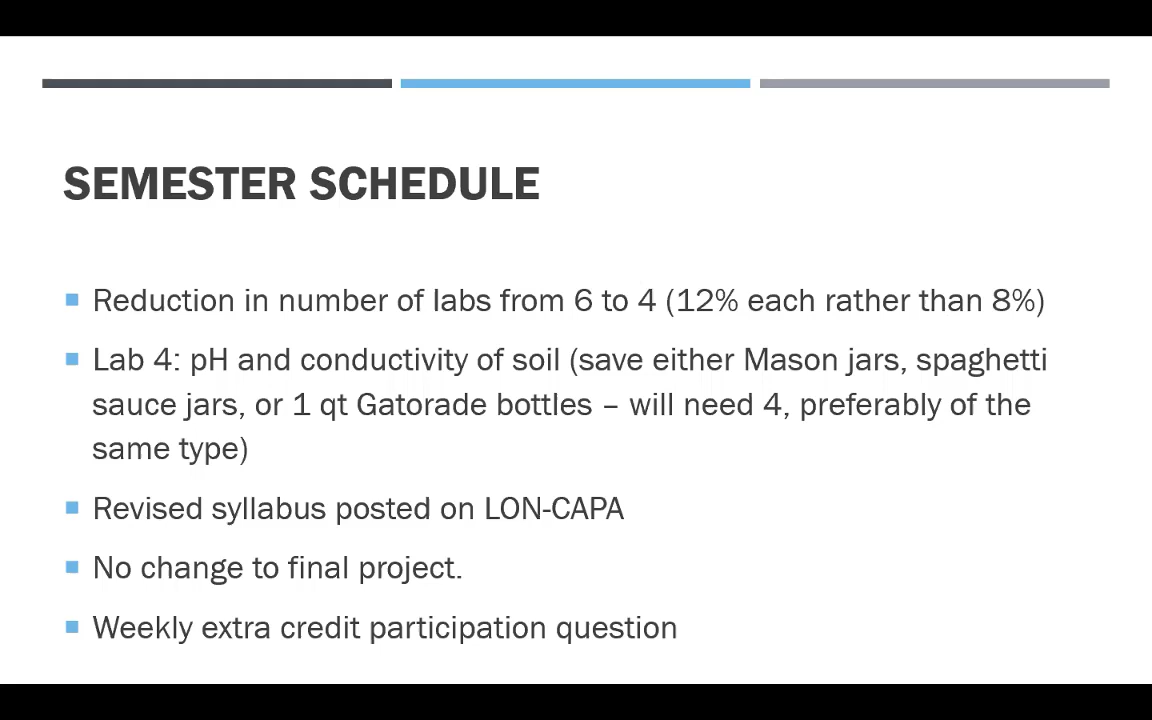 SEMESTER SCHEDULE
Reduction in number of labs from 6 to 4 (12% each rather than 8%)
Lab 4: pH and conductivity of soil (save either Mason jars, spaghetti
sauce jars, or 1 qt Gatorade bottles – will need 4, preferably of the
same type)
Revised syllabus posted on LON-CAPA
No change to final project.
Weekly extra credit participation question